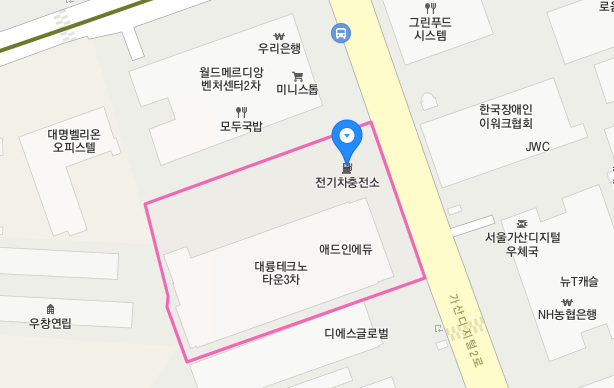 로움
그린푸드
시스템
우리은행
월드메르디앙
벤처센터2차
미니스톱
모두국밥
대명벨리온
오피스텔
한국장애인
이워크협회
JWC
전기차충전소
애드인에듀
대륭테크노
타운3차
서울가산디지털
우체국
뉴T캐슬
NH농협은행
우창연립
디에스글로벌
가산디지털2로